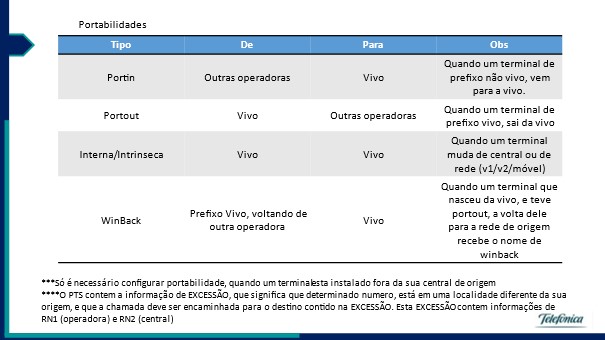 Portabilidades
Tipo De Para Obs
Portin Outras operadoras Vivo Quando um terminal de
prefixo não vivo, vem
para a vivo.
Portout Vivo Outras operadoras Quando um terminal de
prefixo vivo, sai da vivo
Interna/Intrinseca Vivo Vivo Quando um terminal
muda de central ou de
rede (v1/v2/móvel)
WinBack Prefixo Vivo, voltando de
outra operadora Vivo Quando um terminal que
nasceu da vivo, e teve
portout, a volta dele
para a rede de origem
recebe o nome de
winback
***Só é necessário configurar portabilidade, quando um terminal esta instalado fora da sua central de origem
****O PTS contem a informação de EXCESSÃO, que significa que determinado numero, está em uma localidade diferente da sua
origem, e que a chamada deve ser encaminhada para o destino contido na EXCESSÃO. Esta EXCESSÃO contem informações de
RN1 (operadora) e RN2 (central)
Telefónica